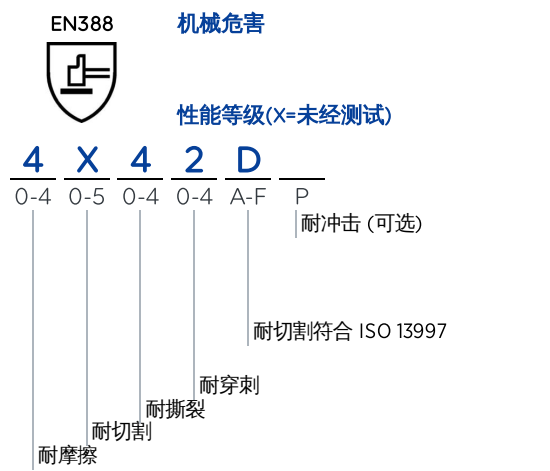 EN388
机械危害
性能等级(X=未经测试)
4 X 4 2 D
0-4 0-5 0-4 0-4 A-F P
耐冲击 (可选)
耐切割符合 ISO 13997
耐穿刺
耐撕裂
耐切割
耐摩擦